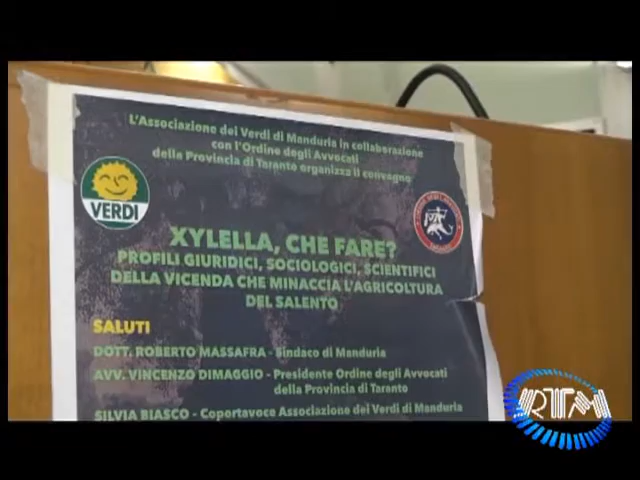 L'Associazione dei Verdi di Manduria in collaborazione
con l'Ordine degli Avvocati
della Provincia di Taranto organizza il convegno
VERDI
XYLELLA, CHE FARE?
PROFILI GIURIDICI, SOCIOLOGICI, SCIENTIFICI
DELLA VICENDA CHE MINACCIA L'AGRICOLTURA
DEL SALENTO
SALUTI
DOTT. ROBERTO MASSAFRA - Sindaco di Manduria
AVV. VINCENZO DIMAGGIO - Presidente Ordine degli Avvocati
della Provincia di Taranto
SILVIA BIASCO - Coportavoce Associazione dei Verdi di Manduria
RTM